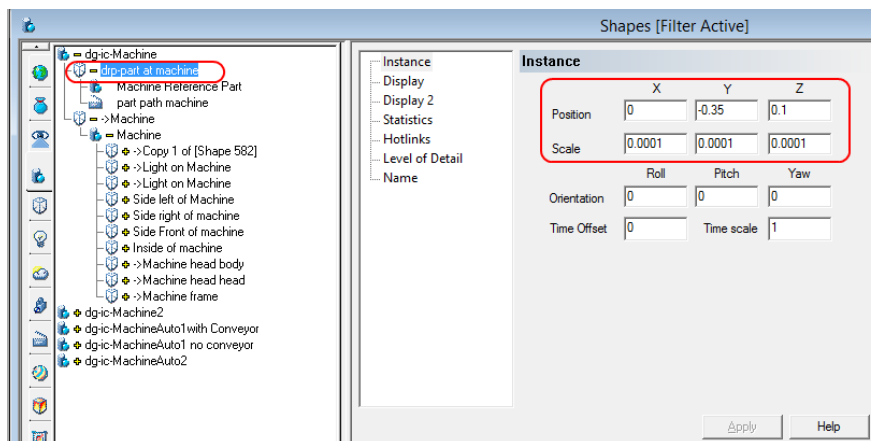 Shapes [Filter Active]
dg-ic-Machine
drp-part at machine
Machine Reference Part
part path machine
->Machine
Machine
->Copy 1 of [Shape 582]
->Light on Machine
->Light on Machine
Side left of Machine
Side right of machine
Side Front of machine
Inside of machine
->Machine head body
->Machine head head
->Machine frame
dg-ic-Machine2
dg-ic-MachineAuto1with Conveyor
dg-ic-MachineAuto1 no conveyor
dg-ic-MachineAuto2
Instance
Display
Display 2
Statistics
Hotlinks
Level of Detail
Name
Instance
X Y Z
Position 0 -0.35 0.1
Scale 0.0001 0.0001 0.0001
Roll Pitch Yaw
Orientation 0 0 0
Time Offset 0 Time scale 1
Apply Help